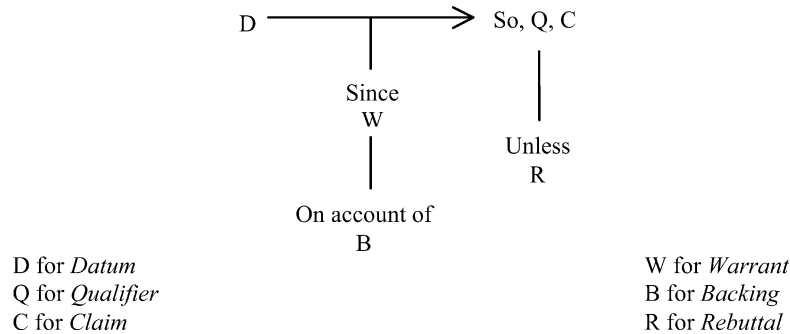 D
So, Q, C
Since
W
Unless
R
On account of
B
D for Datum
Q for Qualifier
C for Claim
W for Warrant
B for Backing
R for Rebuttal